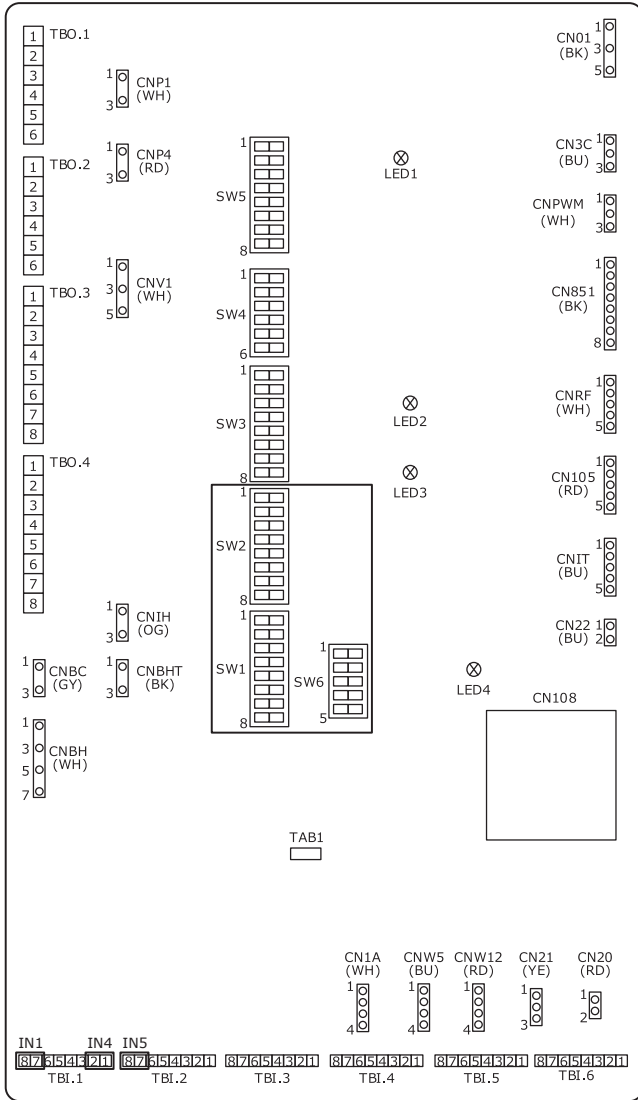 1 TBO.1
2
3
4
5
6
1
3
CNP1
(WH)
1
CN01
3
(BK)
5
1
3
CNP4
(RD)
1 TBO.2
2
3
4
5
6
1
SW5
8
LED1
CN3C
(BU)
1
3
CNPWM
(WH)
1
3
1
3
5
CNV1
(WH)
1 TBO.3
2
3
4
5
6
7
8
1
SW4
6
CN851
(BK)
1
8
1
SW3
8
LED2
CNRF
(WH)
1
5
1 TBO.4
2
3
4
5
6
7
8
LED3
CN105
(RD)
1
5
1
SW2
8
CNIT
(BU)
1
5
1
3
CNIH
(OG)
1
SW1
8
1
SW6
5
CN22
(BU)
1
2
1
3
CNBC
(GY)
1
3
CNBHT
(BK)
LED4
CN108
1
3
5
7
CNBH
(WH)
TAB1
CN1A
(WH)
1
4
CNW5
(BU)
1
4
CNW12
(RD)
1
4
CN21
(YE)
1
3
CN20
(RD)
1
2
IN1 IN4 IN5
87654321 87654321 87654321 87654321 87654321 87654321
TBI.1 TBI.2 TBI.3 TBI.4 TBI.5 TBI.6